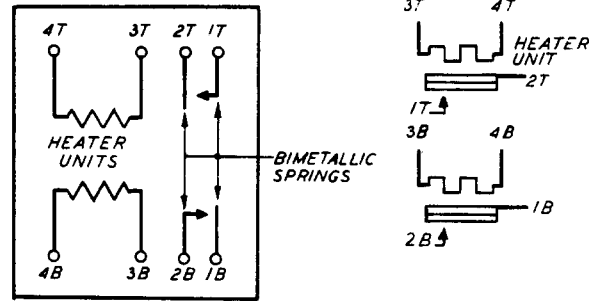 4T 3T 2T 1T
HEATER
UNITS
BIMETALLIC
SPRINGS
4B 3B 2B 1B
3T 4T
HEATER
UNIT
2T
1T
3B 4B
1B
2B